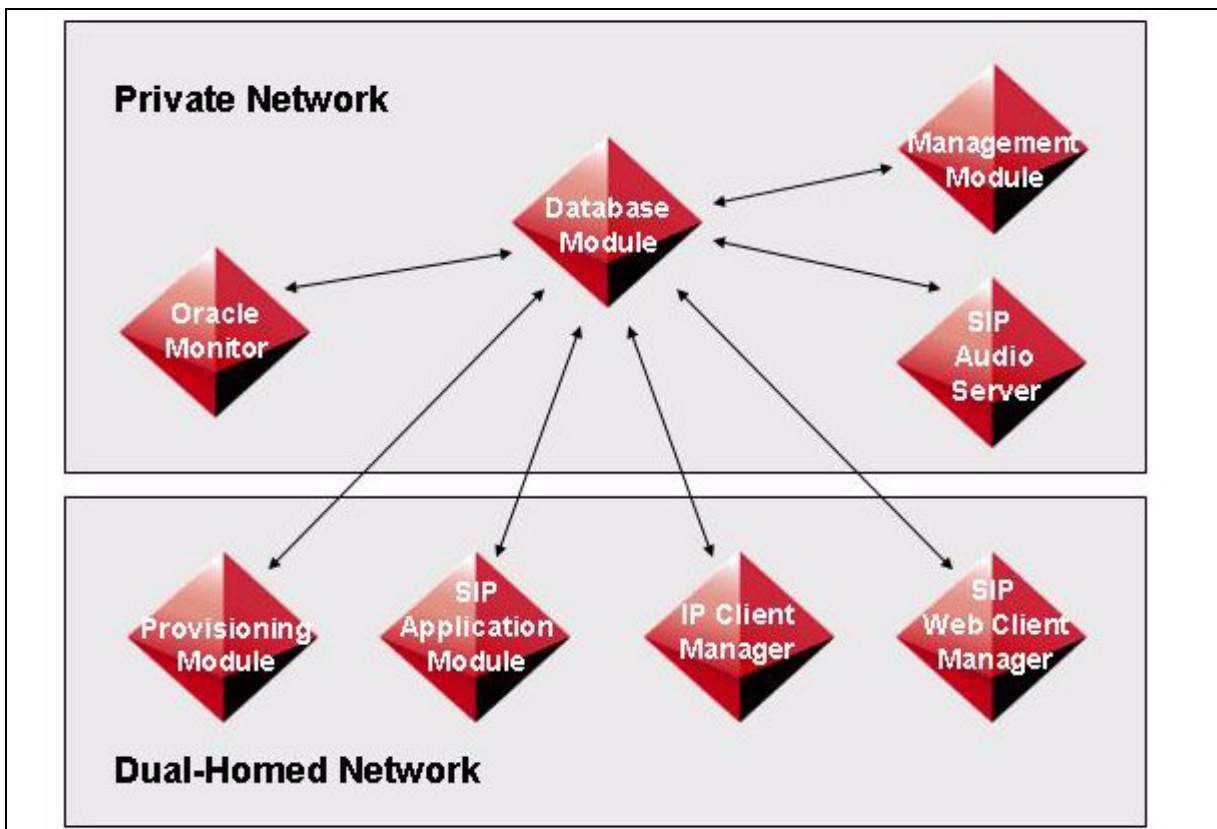 Private Network
Management
Module
Database
Module
Oracle
Monitor
SIP
Audio
Server
Provisioning
Module
SIP
Application
Module
IP Client
Manager
SIP
Web Client
Manager
Dual-Homed Network